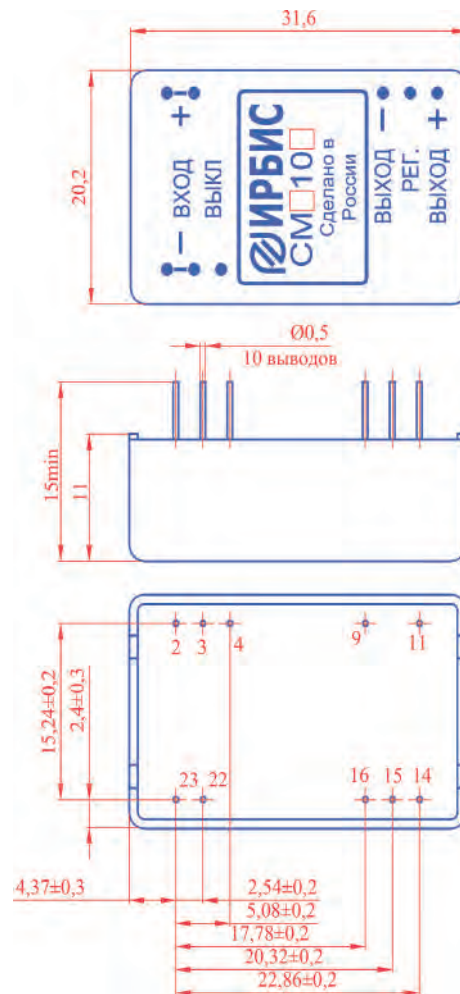 31,6
20,2
+
−
ВХОД
ВЫКЛ
ИРБИС
СМ□10□
Сделано в
России
−
ВЫХОД
РЕГ.
ВЫХОД
+
Ø0,5
10 выводов
15min
11
2 3 4 9 11
15,24±0,2
2,4±0,3
23 22 16 15 14
4,37±0,3
2,54±0,2
5,08±0,2
17,78±0,2
20,32±0,2
22,86±0,2